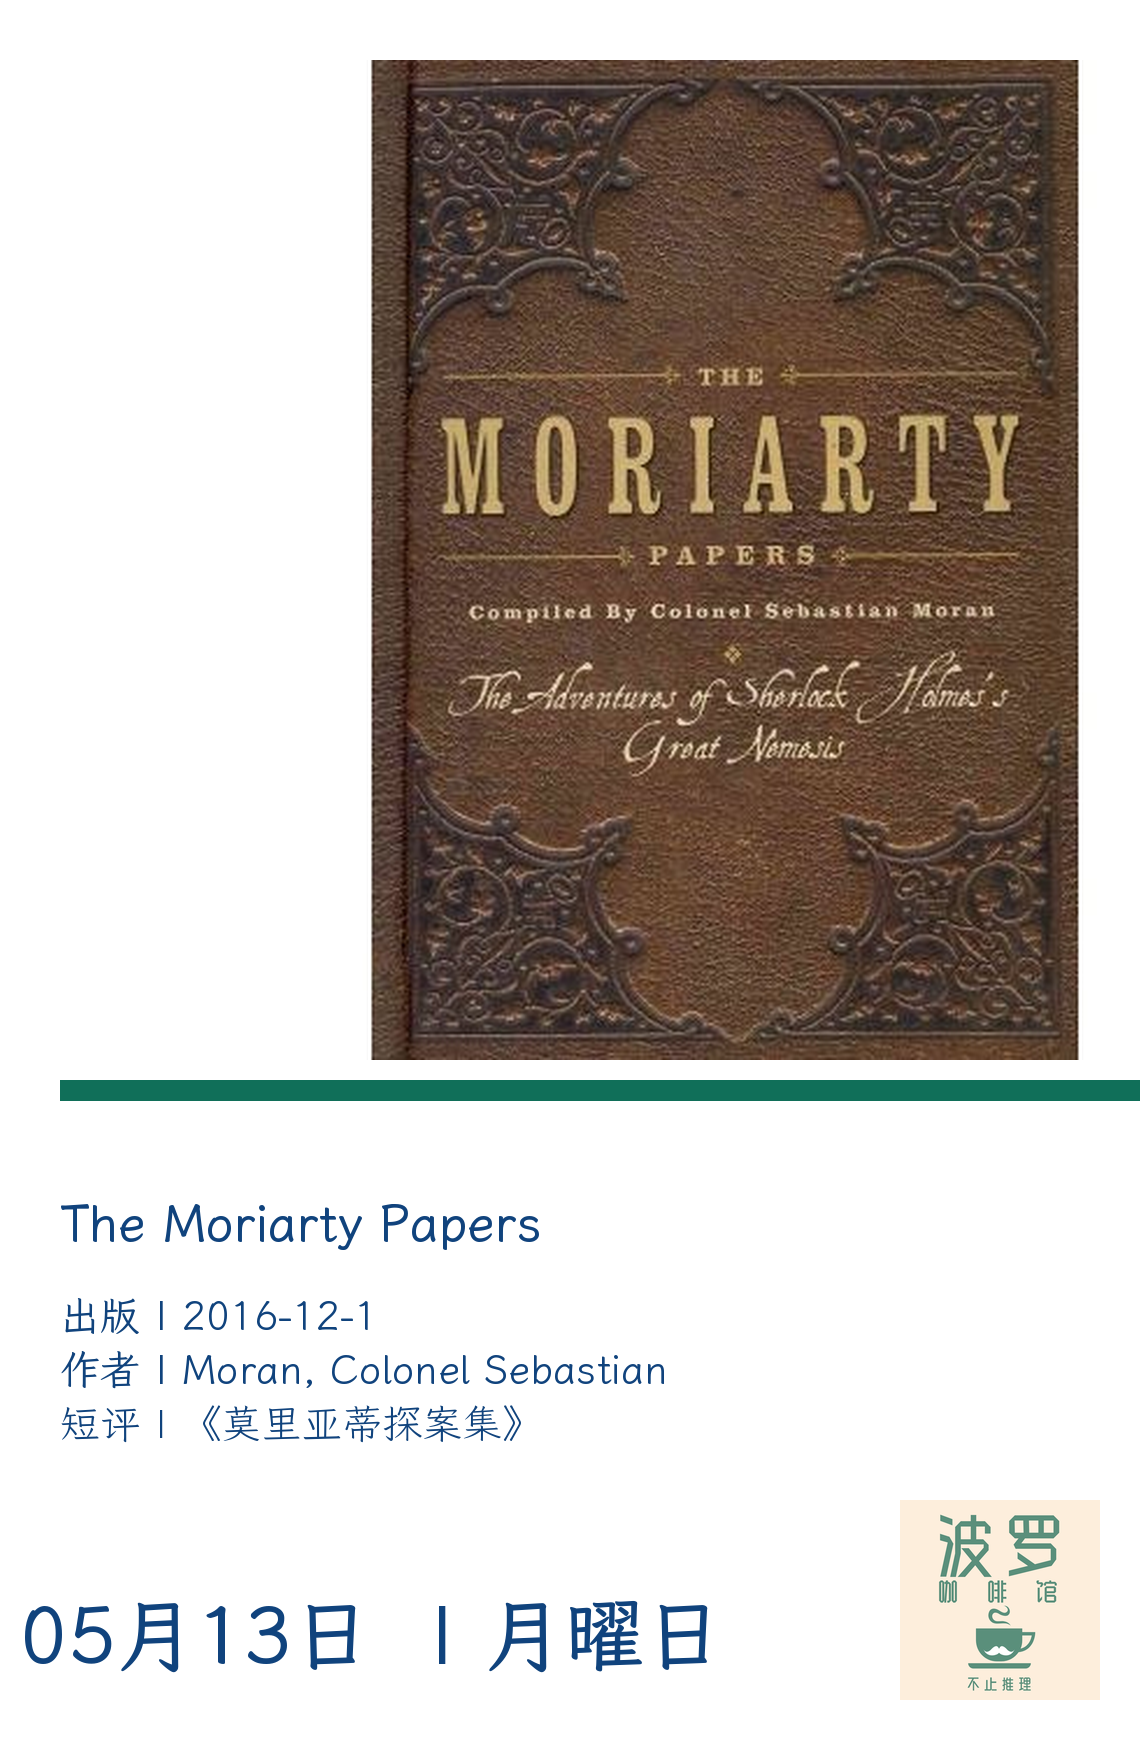 THE
MORIARTY
PAPERS
Compiled By Colonel Sebastian Moran
The Adventures of Sherlock Holmes's
Great Nemesis
The Moriarty Papers
出版 | 2016-12-1
作者 | Moran, Colonel Sebastian
短评 | 《莫里亚蒂探案集》
05月13日 | 月曜日
波罗
咖啡馆
不止推理